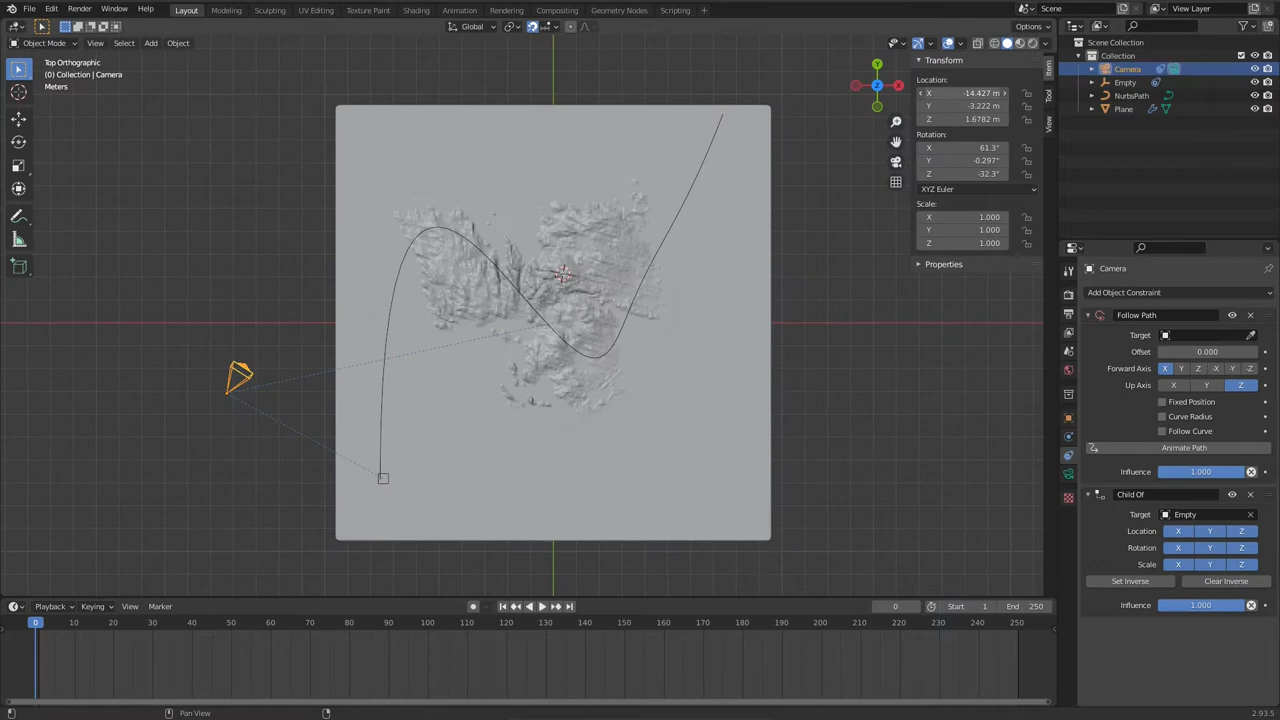 File Edit Render Window Help Layout Modeling Sculpting UV Editing Texture Paint Shading Animation Rendering Compositing Geometry Nodes Scripting + Scene View Layer
Global Options
Object Mode View Select Add Object
Top Orthographic
(0) Collection | Camera
Meters
Y
X
Z
Transform
Location:
X -14.427 m
Y -3.222 m
Z 1.6782 m
Rotation:
X 61.3°
Y -0.297°
Z -32.3°
XYZ Euler
Scale:
X 1.000
Y 1.000
Z 1.000
Properties
Item
Tool
View
Scene Collection
Collection
Camera
Empty
NurbsPath
Plane
Camera
Add Object Constraint
Follow Path
Target
Offset 0.000
Forward Axis X Y Z -X -Y -Z
Up Axis X Y Z
Fixed Position
Curve Radius
Follow Curve
Animate Path
Influence 1.000
Child Of
Target Empty
Location X Y Z
Rotation X Y Z
Scale X Y Z
Set Inverse Clear Inverse
Influence 1.000
Playback Keying View Marker 0 Start 1 End 250
0 10 20 30 40 50 60 70 80 90 100 110 120 130 140 150 160 170 180 190 200 210 220 230 240 250
Pan View 2.93.5